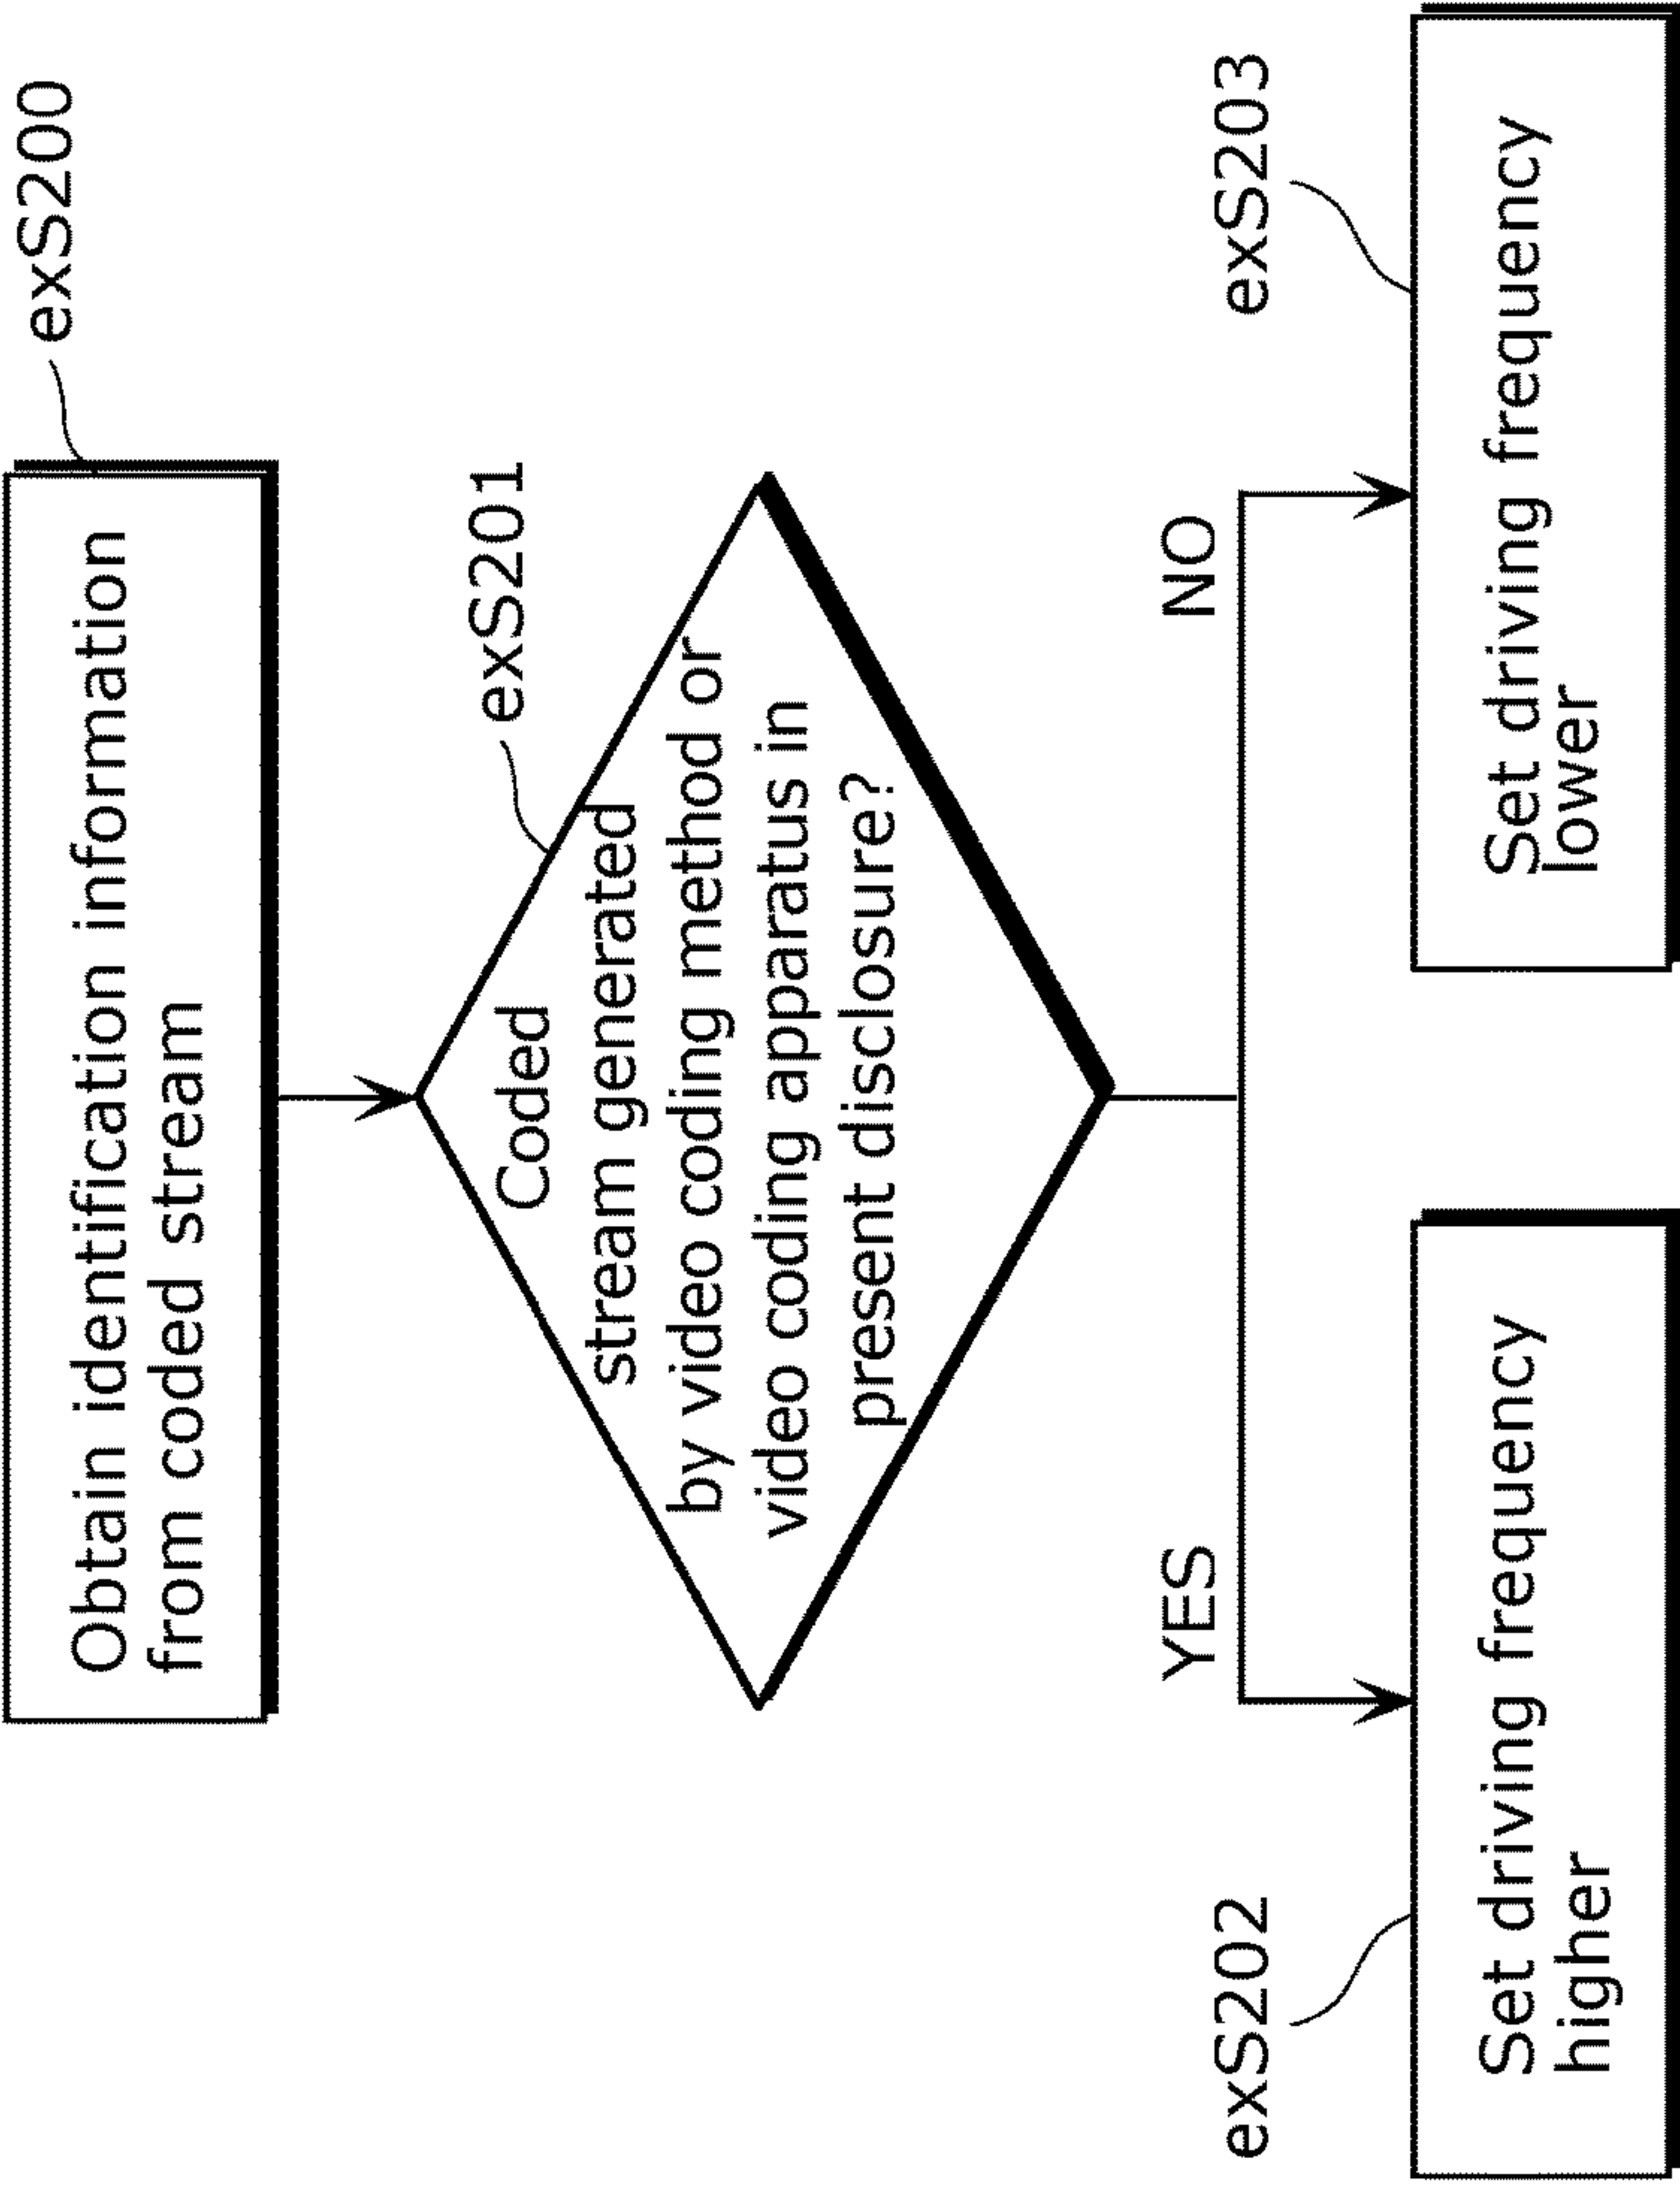 exS200
Obtain identification information
from coded stream
exS201
Coded
stream generated
by video coding method or
video coding apparatus in
present disclosure?
YES
NO
exS202
exS203
Set driving frequency
higher
Set driving frequency
lower